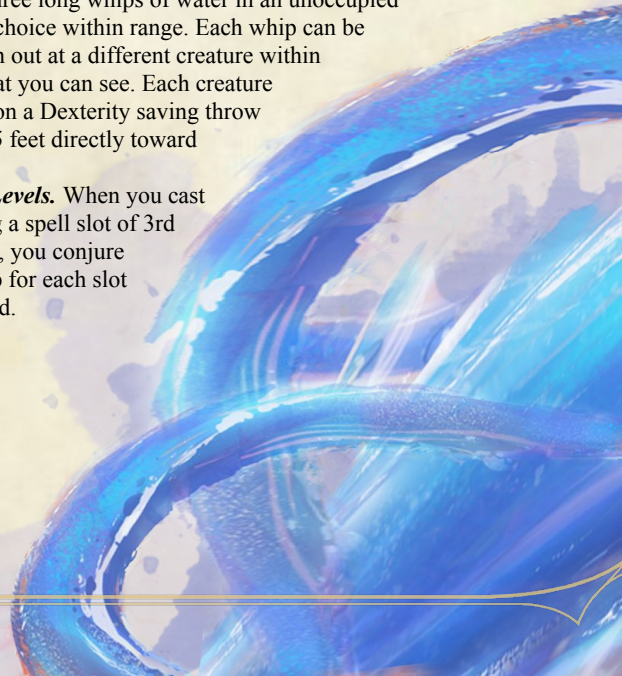 three long whips of water in an unoccupied
choice within range. Each whip can be
out at a different creature within
at you can see. Each creature
on a Dexterity saving throw
5 feet directly toward
Levels. When you cast
a spell slot of 3rd
, you conjure
for each slot
d.